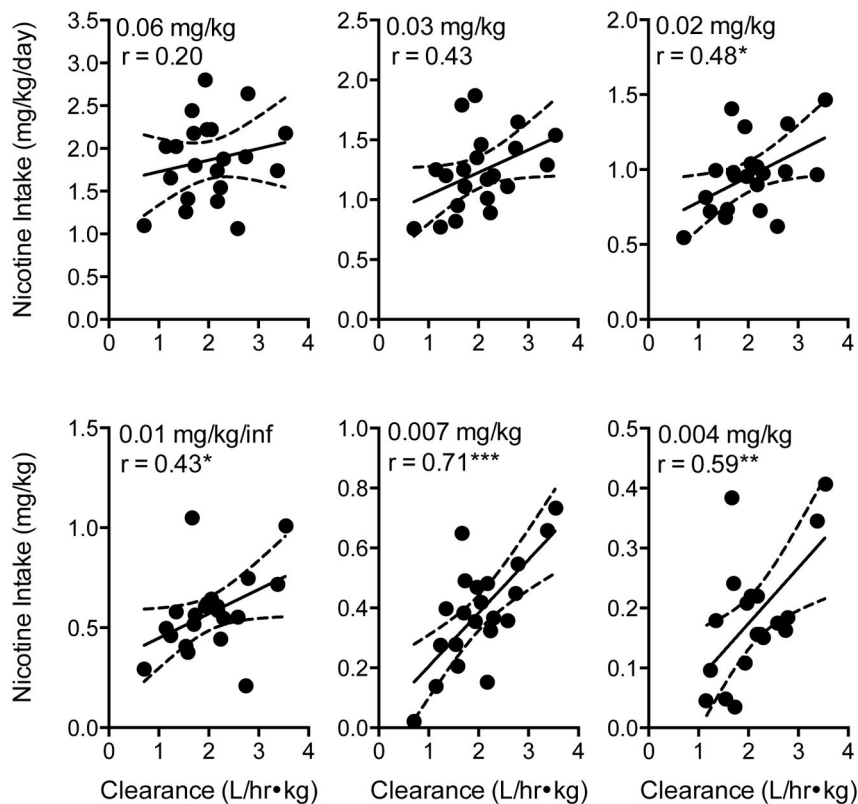 0.06 mg/kg
r = 0.20
Nicotine Intake (mg/kg/day)
3.5
3.0
2.5
2.0
1.5
1.0
0.5
0.0
0 1 2 3 4
0.03 mg/kg
r = 0.43
2.5
2.0
1.5
1.0
0.5
0.0
0 1 2 3 4
0.02 mg/kg
r = 0.48*
2.0
1.5
1.0
0.5
0.0
0 1 2 3 4
0.01 mg/kg/inf
r = 0.43*
Nicotine Intake (mg/kg)
1.5
1.0
0.5
0.0
0 1 2 3 4
Clearance (L/hr•kg)
0.007 mg/kg
r = 0.71***
1.0
0.8
0.6
0.4
0.2
0.0
0 1 2 3 4
Clearance (L/hr•kg)
0.004 mg/kg
r = 0.59**
0.5
0.4
0.3
0.2
0.1
0.0
0 1 2 3 4
Clearance (L/hr•kg)